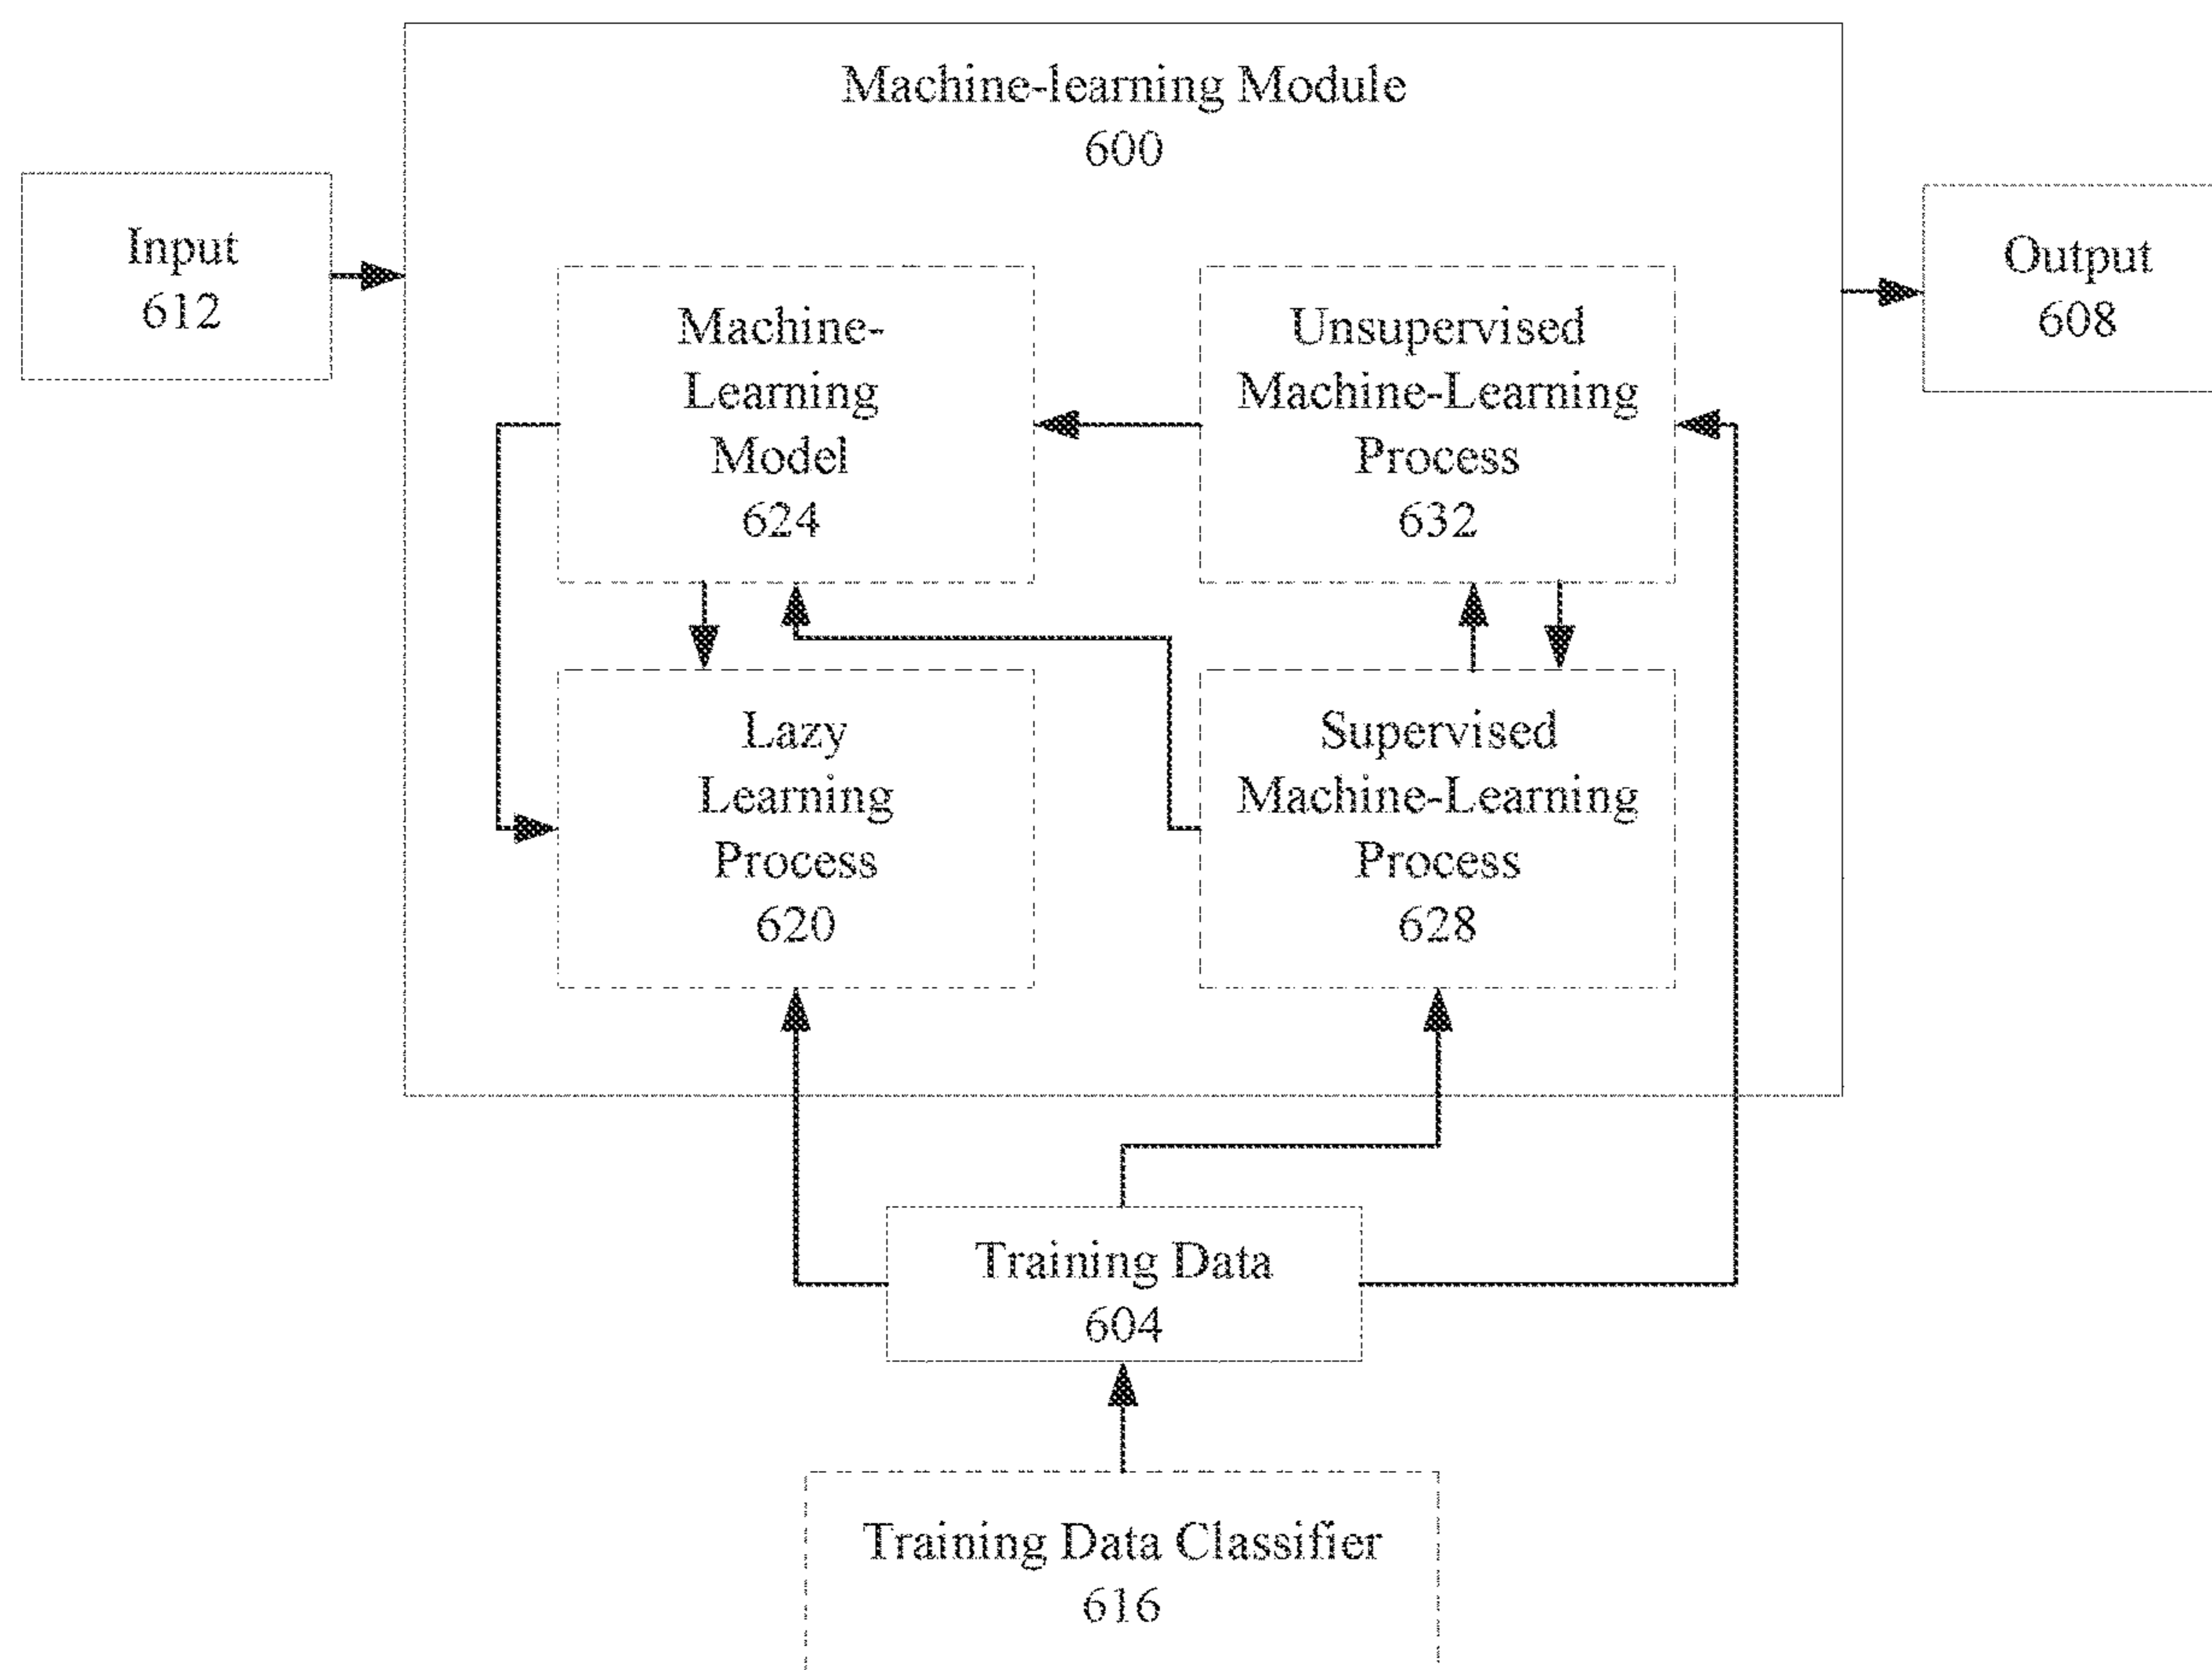 Machine-learning Module
600
Input
612
Output
608
Machine-
Learning
Model
624
Unsupervised
Machine-Learning
Process
632
Lazy
Learning
Process
620
Supervised
Machine-Learning
Process
628
Training Data
604
Training Data Classifier
616